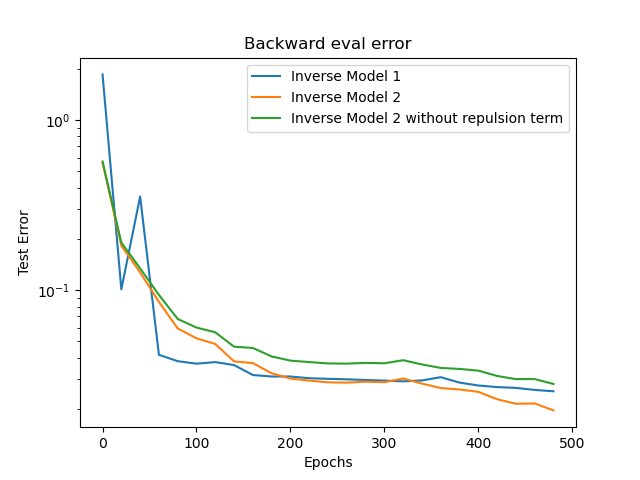 Backward eval error
Inverse Model 1
Inverse Model 2
Inverse Model 2 without repulsion term
Test Error
10⁰
10⁻¹
0 100 200 300 400 500
Epochs